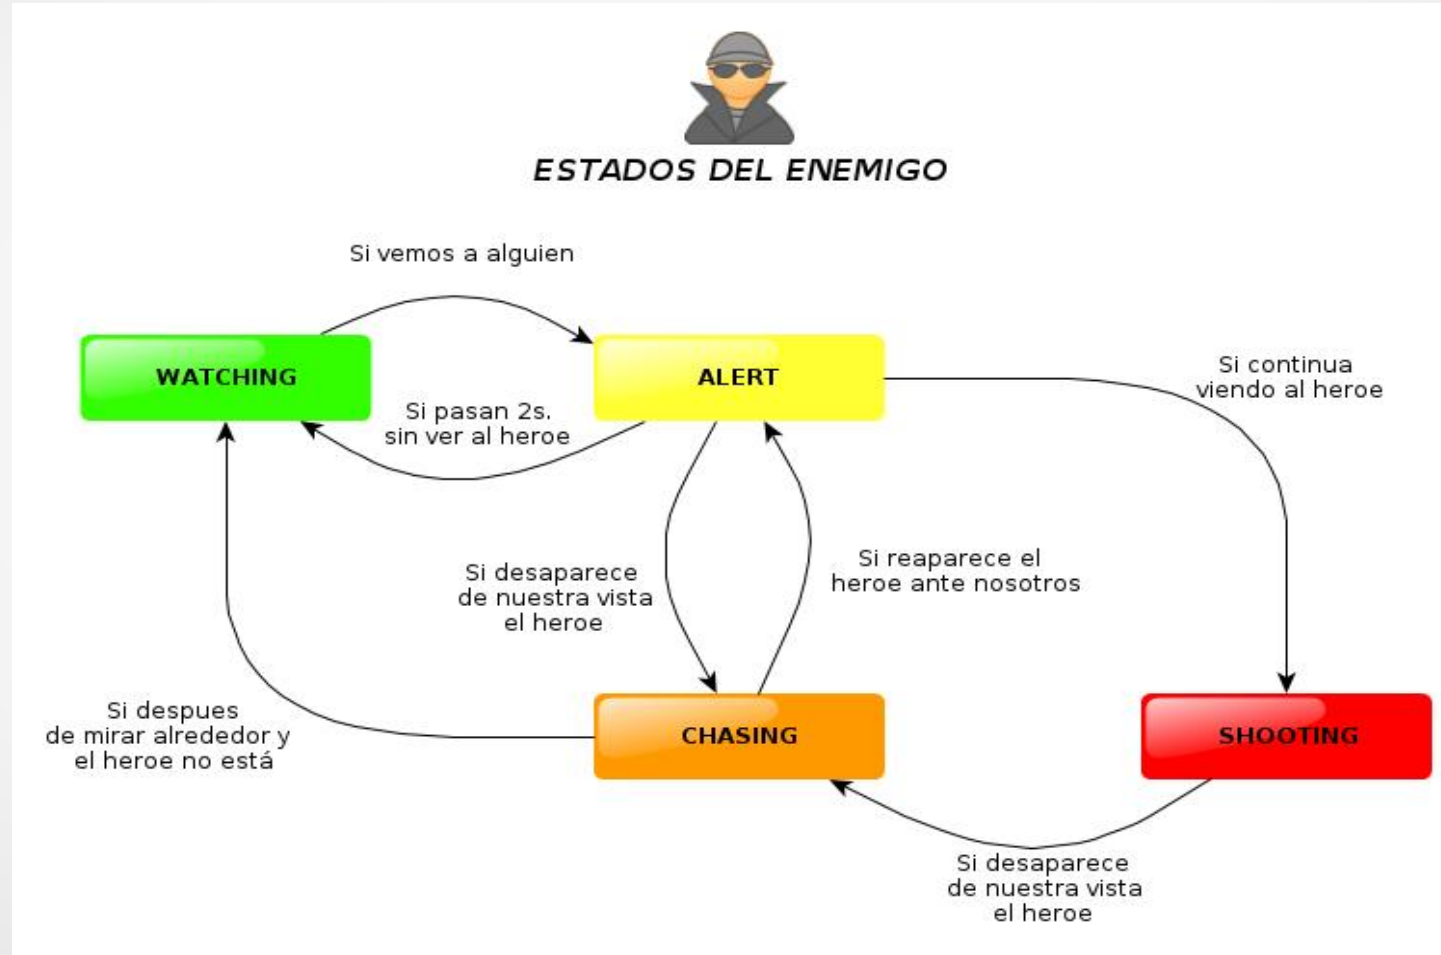 ESTADOS DEL ENEMIGO
Si vemos a alguien
WATCHING
ALERT
Si continua
viendo al heroe
Si pasan 2s.
sin ver al heroe
Si desaparece
de nuestra vista
el heroe
Si reaparece el
heroe ante nosotros
Si despues
de mirar alrededor y
el heroe no está
CHASING
SHOOTING
Si desaparece
de nuestra vista
el heroe